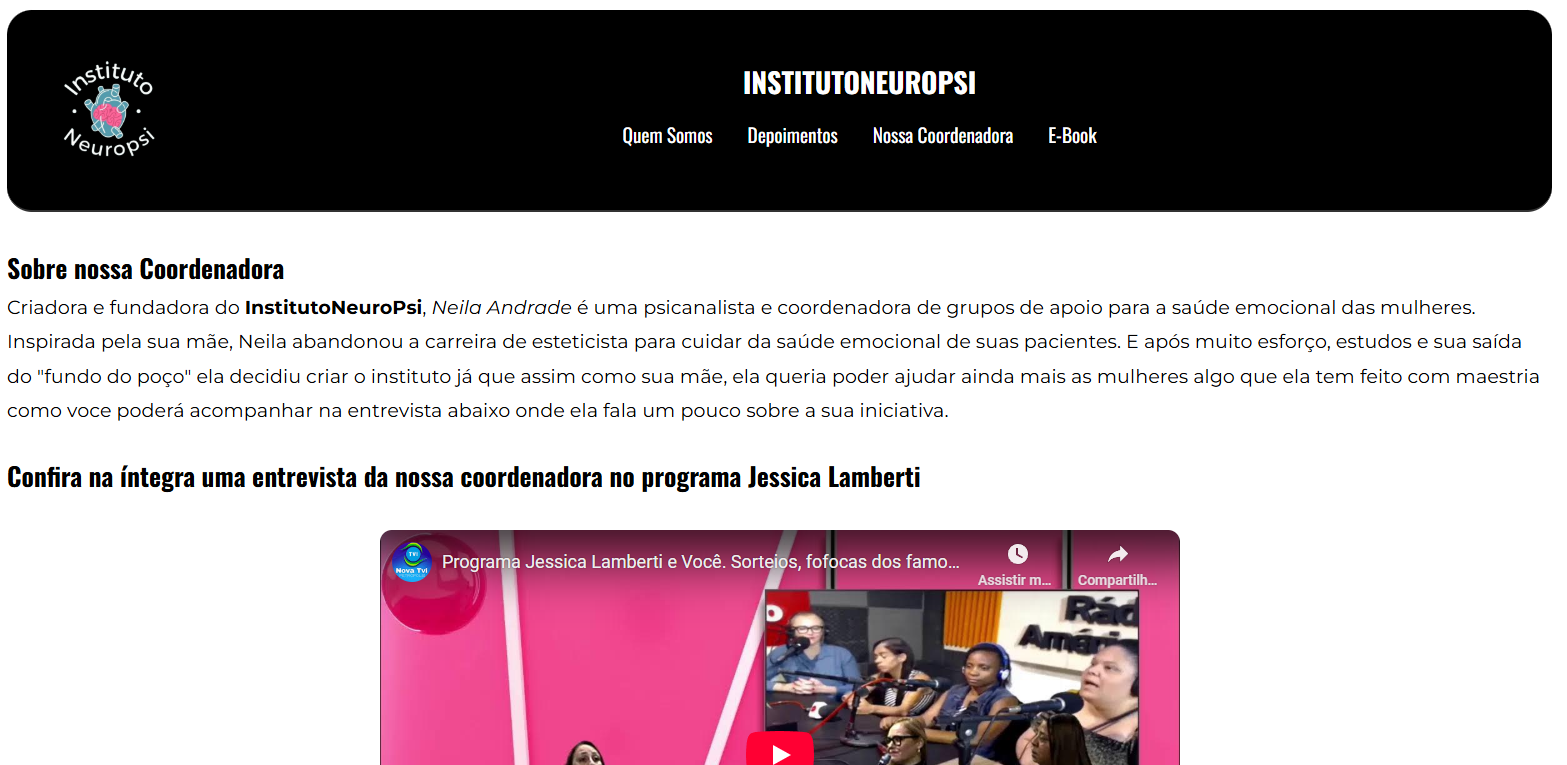 Instituto
Neuropsi
INSTITUTONEUROPSI
Quem Somos Depoimentos Nossa Coordenadora E-Book
Sobre nossa Coordenadora
Criadora e fundadora do InstitutoNeuroPsi, Neila Andrade é uma psicanalista e coordenadora de grupos de apoio para a saúde emocional das mulheres.
Inspirada pela sua mãe, Neila abandonou a carreira de esteticista para cuidar da saúde emocional de suas pacientes. E após muito esforço, estudos e sua saída
do "fundo do poço" ela decidiu criar o instituto já que assim como sua mãe, ela queria poder ajudar ainda mais as mulheres algo que ela tem feito com maestria
como voce poderá acompanhar na entrevista abaixo onde ela fala um pouco sobre a sua iniciativa.
Confira na íntegra uma entrevista da nossa coordenadora no programa Jessica Lamberti
TVi
Nova Tvi
Programa Jessica Lamberti e Você. Sorteios, fofocas dos famo...
Assistir m... Compartilh...
Rád
Améri